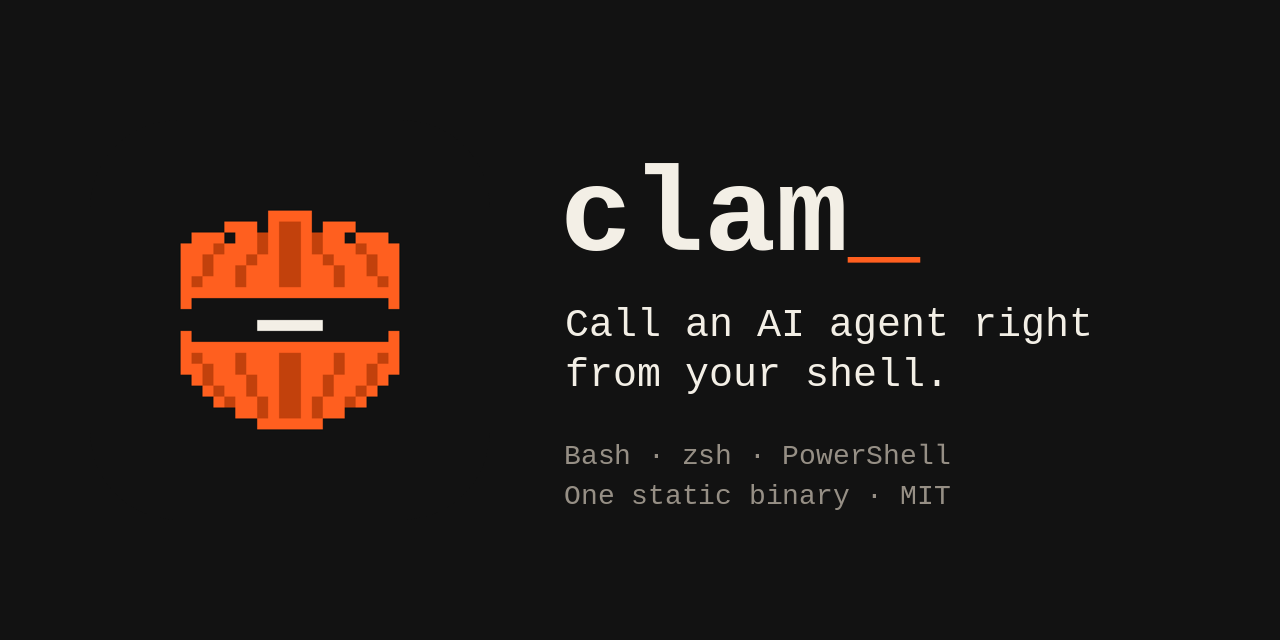 clam_
Call an AI agent right
from your shell.
Bash · zsh · PowerShell
One static binary · MIT